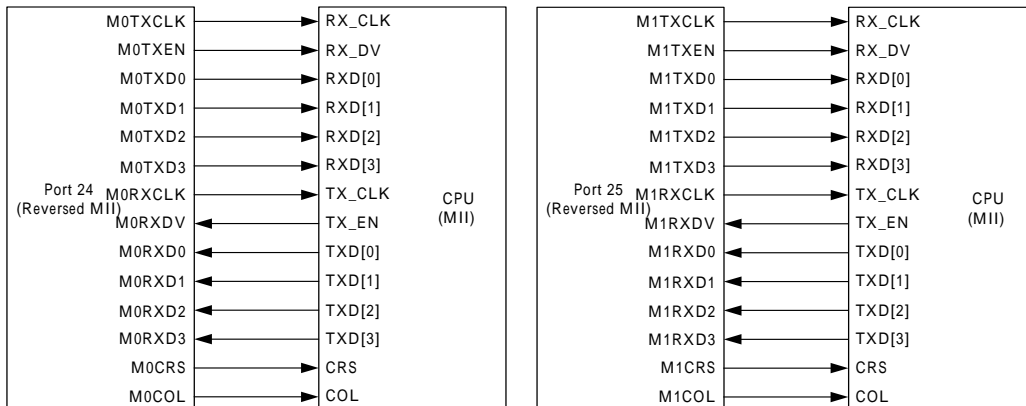 M0TXCLK RX_CLK
M0TXEN RX_DV
M0TXD0 RXD[0]
M0TXD1 RXD[1]
M0TXD2 RXD[2]
M0TXD3 RXD[3]
Port 24
(Reversed MII)
M0RXCLK TX_CLK
CPU
(MII)
M0RXDV TX_EN
M0RXD0 TXD[0]
M0RXD1 TXD[1]
M0RXD2 TXD[2]
M0RXD3 TXD[3]
M0CRS CRS
M0COL COL
M1TXCLK RX_CLK
M1TXEN RX_DV
M1TXD0 RXD[0]
M1TXD1 RXD[1]
M1TXD2 RXD[2]
M1TXD3 RXD[3]
Port 25
(Reversed MII)
M1RXCLK TX_CLK
CPU
(MII)
M1RXDV TX_EN
M1RXD0 TXD[0]
M1RXD1 TXD[1]
M1RXD2 TXD[2]
M1RXD3 TXD[3]
M1CRS CRS
M1COL COL